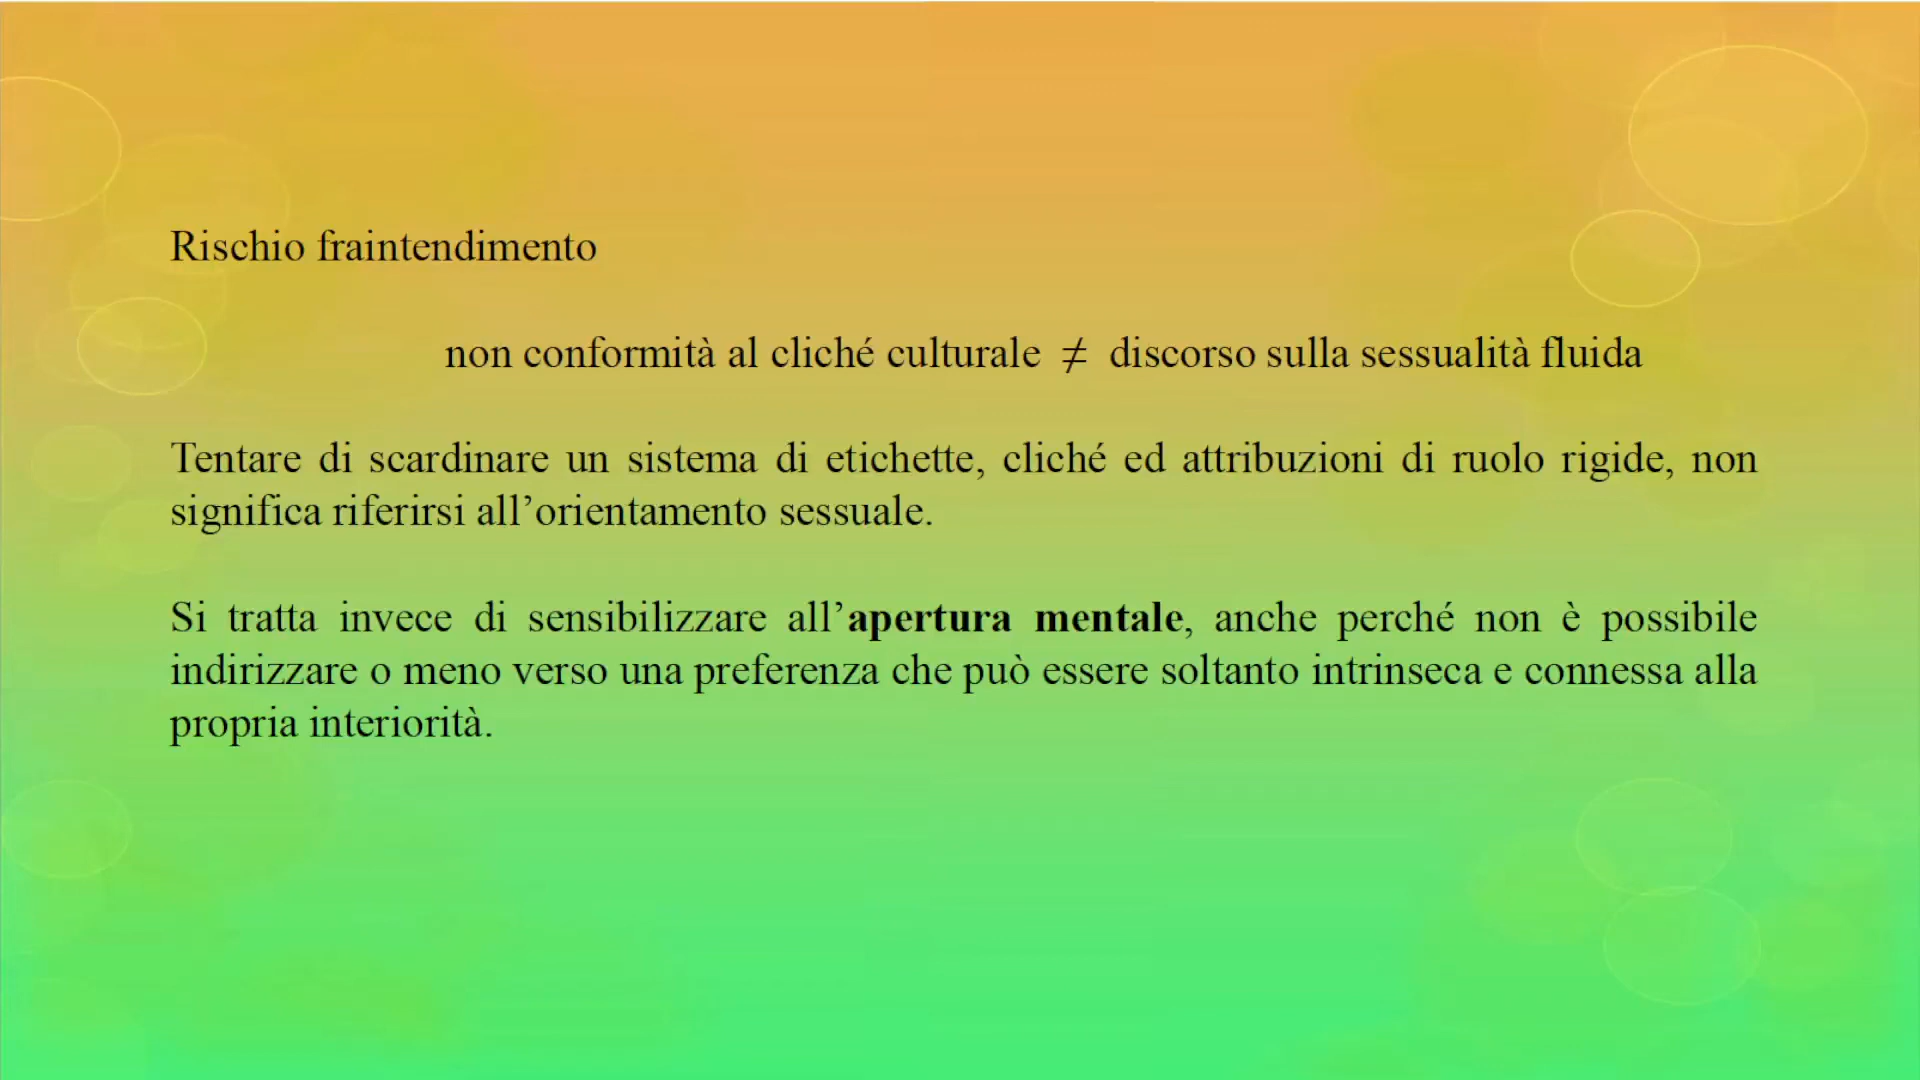 Rischio fraintendimento
non conformità al cliché culturale ≠ discorso sulla sessualità fluida
Tentare di scardinare un sistema di etichette, cliché ed attribuzioni di ruolo rigide, non
significa riferirsi all’orientamento sessuale.
Si tratta invece di sensibilizzare all’apertura mentale, anche perché non è possibile
indirizzare o meno verso una preferenza che può essere soltanto intrinseca e connessa alla
propria interiorità.